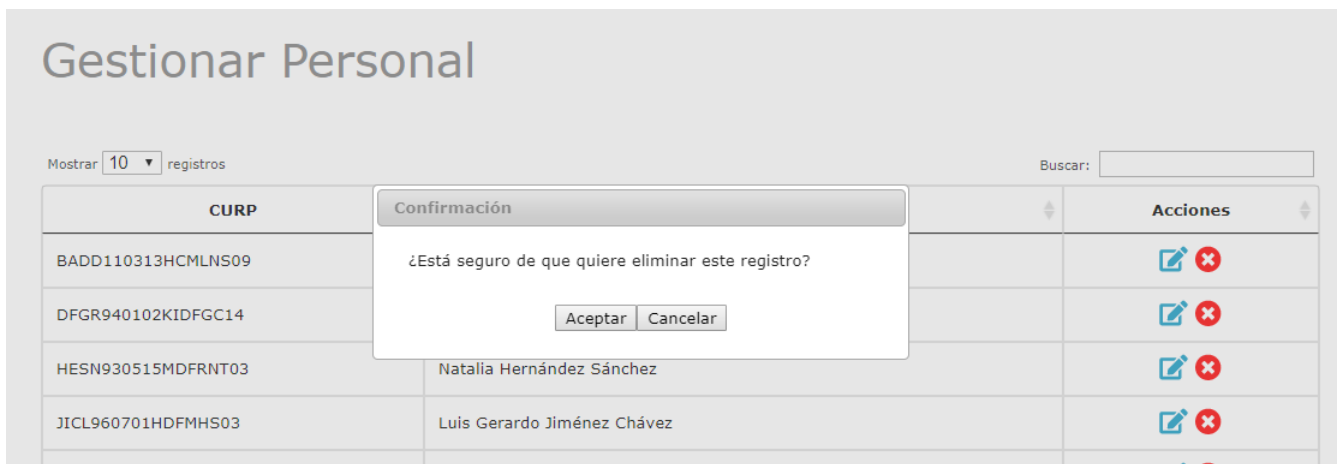 Gestionar Personal
Mostrar 10 registros
Buscar:
CURP
Acciones
Confirmación
¿Está seguro de que quiere eliminar este registro?
Aceptar Cancelar
BADD110313HCMLNS09
DFGR940102KIDFGC14
HESN930515MDFRNT03 Natalia Hernández Sánchez
JICL960701HDFMHS03 Luis Gerardo Jiménez Chávez